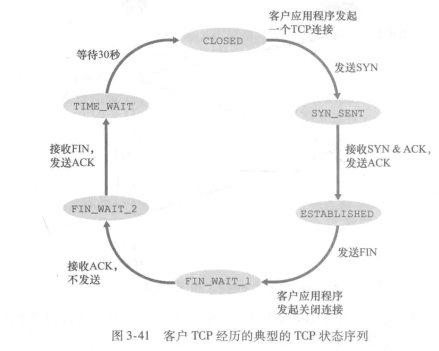 客户应用程序发起
一个TCP连接
CLOSED
等待30秒
发送SYN
TIME_WAIT
SYN_SENT
接收FIN，
发送ACK
接收SYN & ACK，
发送ACK
FIN_WAIT_2
ESTABLISHED
发送FIN
接收ACK，
不发送
FIN_WAIT_1
客户应用程序
发起关闭连接
图 3-41 客户 TCP 经历的典型的 TCP 状态序列